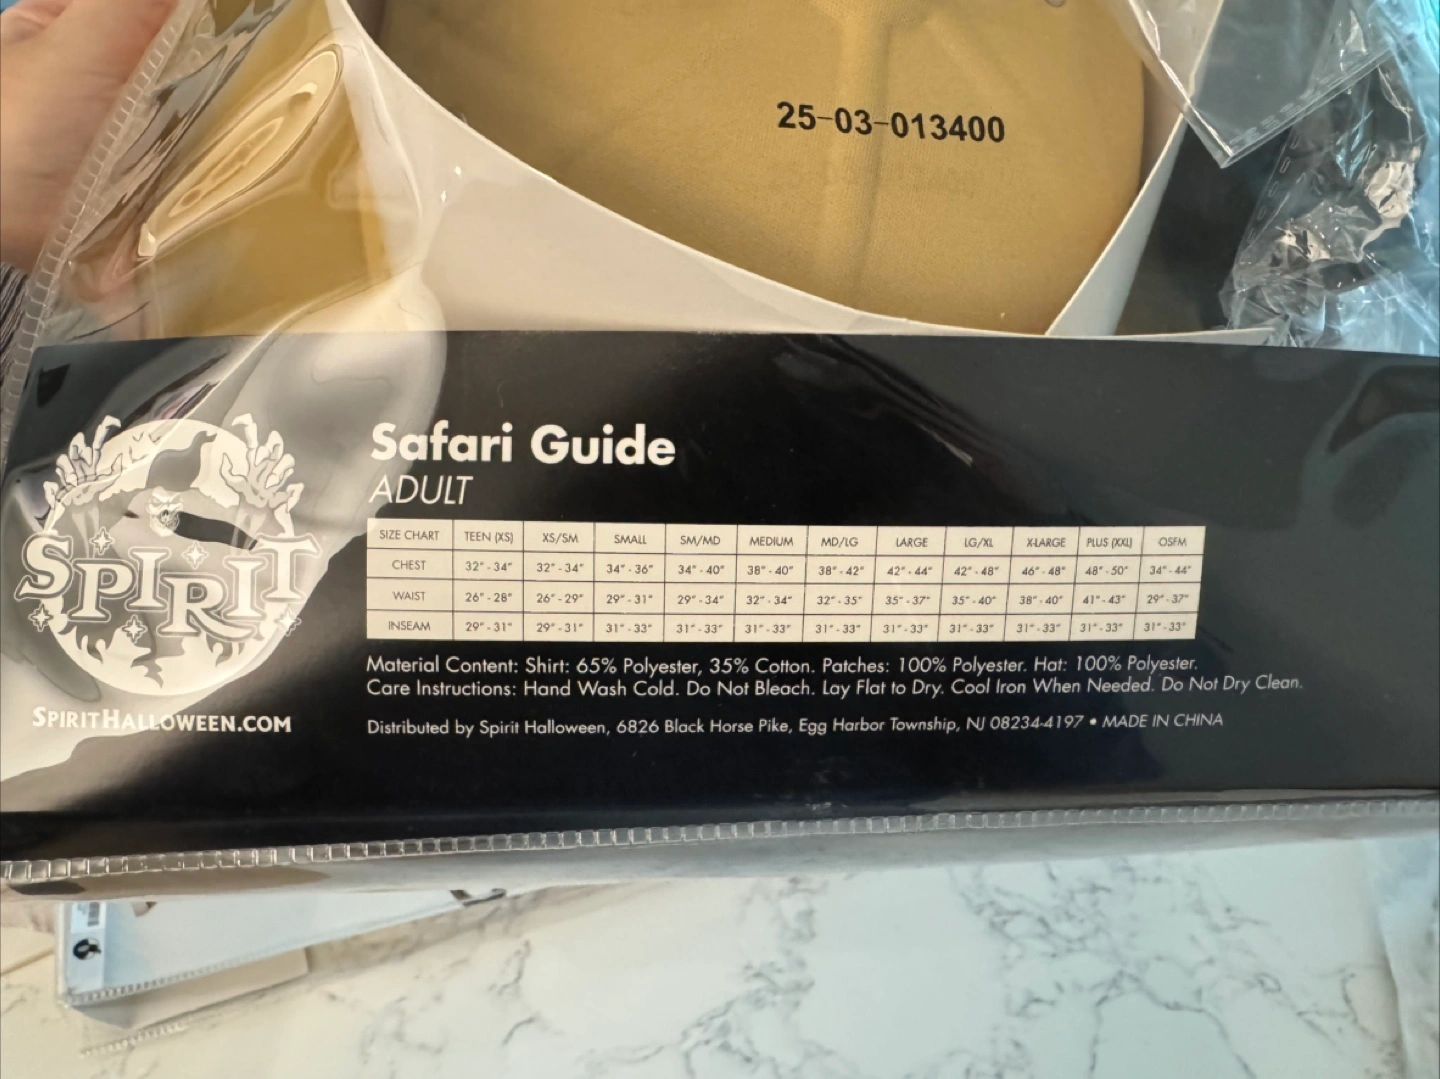 25-03-013400
Safari Guide
ADULT
SIZE CHART TEEN (XS) XS/SM SMALL SM/MD MEDIUM MD/LG LARGE LG/XL X-LARGE PLUS (XXL) OSFM
CHEST 32" - 34" 32" - 34" 34" - 36" 34" - 40" 38" - 40" 38" - 42" 42" - 44" 42" - 48" 46" - 48" 48" - 50" 34" - 44"
WAIST 26" - 28" 26" - 29" 29" - 31" 29" - 34" 32" - 34" 32" - 35" 35" - 37" 35" - 40" 38" - 40" 41" - 43" 29" - 37"
INSEAM 29" - 31" 29" - 31" 31" - 33" 31" - 33" 31" - 33" 31" - 33" 31" - 33" 31" - 33" 31" - 33" 31" - 33" 31" - 33"
SPIRIT
SPIRITHALLOWEEN.COM
Material Content: Shirt: 65% Polyester, 35% Cotton. Patches: 100% Polyester. Hat: 100% Polyester.
Care Instructions: Hand Wash Cold. Do Not Bleach. Lay Flat to Dry. Cool Iron When Needed. Do Not Dry Clean.
Distributed by Spirit Halloween, 6826 Black Horse Pike, Egg Harbor Township, NJ 08234-4197 • MADE IN CHINA